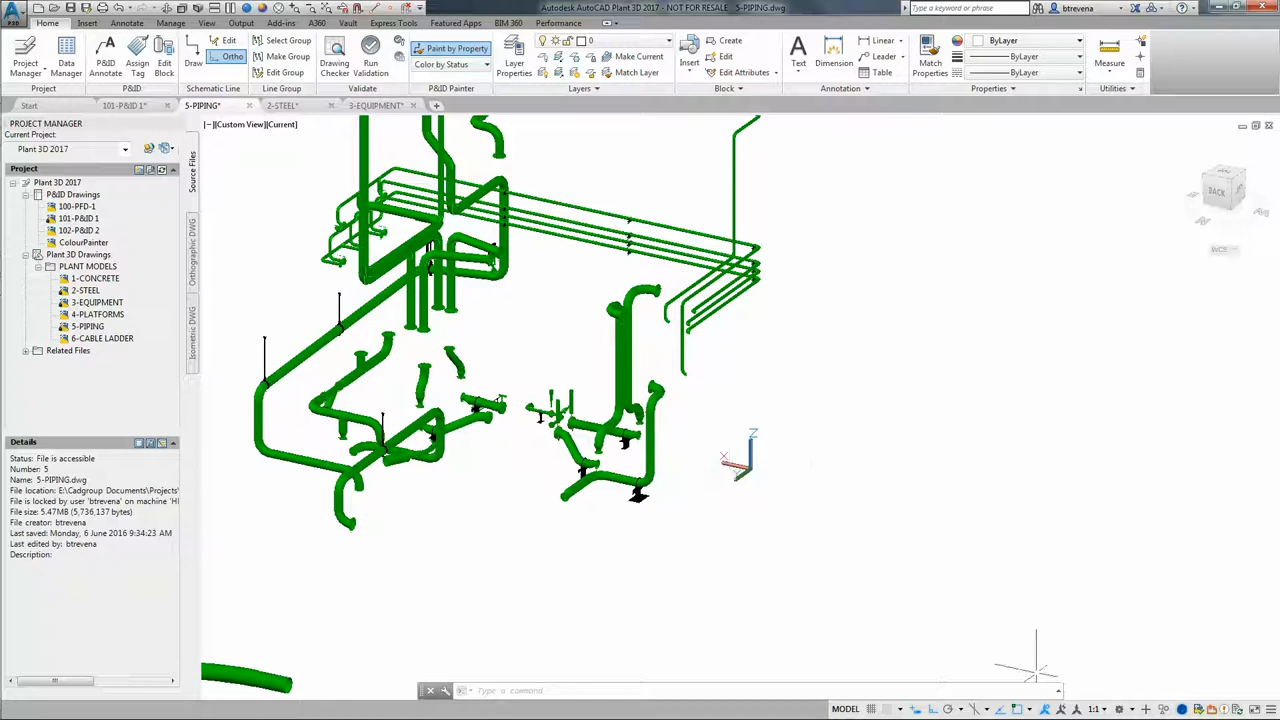 Autodesk AutoCAD Plant 3D 2017 - NOT FOR RESALE 5-PIPING.dwg
Type a keyword or phrase
btrevena
P3D
Home Insert Annotate Manage View Output Add-ins A360 Vault Express Tools Featured Apps BIM 360 Performance
Project Manager
Data Manager
Project
P&ID Annotate
Assign Tag
Edit Block
P&ID
Draw
Edit
Ortho
Schematic Line
Select Group
Make Group
Edit Group
Line Group
Drawing Checker
Run Validation
Validate
Paint by Property
Color by Status
P&ID Painter
Layer Properties
0
Make Current
Match Layer
Layers
Insert
Create
Edit
Edit Attributes
Block
Text
Dimension
Linear
Leader
Table
Annotation
Match Properties
ByLayer
ByLayer
ByLayer
Properties
Measure
Utilities
Start 101-P&ID 1* 5-PIPING* 2-STEEL* 3-EQUIPMENT*
PROJECT MANAGER
Current Project:
Plant 3D 2017
Project
Plant 3D 2017
P&ID Drawings
100-PFD-1
101-P&ID 1
102-P&ID 2
ColourPainter
Plant 3D Drawings
PLANT MODELS
1-CONCRETE
2-STEEL
3-EQUIPMENT
4-PLATFORMS
5-PIPING
6-CABLE LADDER
Related Files
Source Files
Orthographic DWG
Isometric DWG
[−][Custom View][Current]
BACK
WCS
Z
X
Details
Status: File is accessible
Number: 5
Name: 5-PIPING.dwg
File location: E:\Cadgroup Documents\Projects\
File is locked by user 'btrevena' on machine 'H
File size: 5.47MB (5,736,137 bytes)
File creator: btrevena
Last saved: Monday, 6 June 2016 9:34:23 AM
Last edited by: btrevena
Description:
Type a command
MODEL
1:1